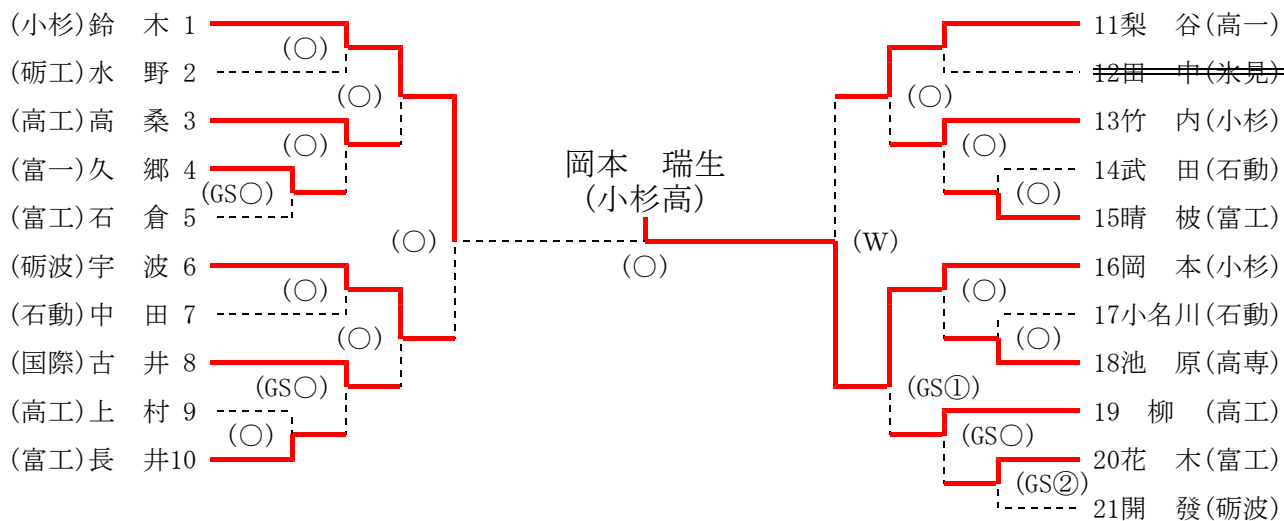 (小杉)鈴　木 1
(○)
(砺工)水　野 2
(○)
(高工)高　桑 3
(○)
(富一)久　郷 4
(GS○)
(富工)石　倉 5
(○)
(砺波)宇　波 6
(○)
(石動)中　田 7
(○)
(国際)古　井 8
(GS○)
(高工)上　村 9
(○)
(富工)長　井10
岡本　瑞生
(小杉高)
(○)
11梨　谷(高一)
12田　中(氷見)
(○)
13竹　内(小杉)
(○)
14武　田(石動)
(○)
15晴　柀(富工)
(W)
16岡　本(小杉)
(○)
17小名川(石動)
(○)
18池　原(高専)
(GS①)
19　柳　(高工)
(GS○)
20花　木(富工)
(GS②)
21開　發(砺波)